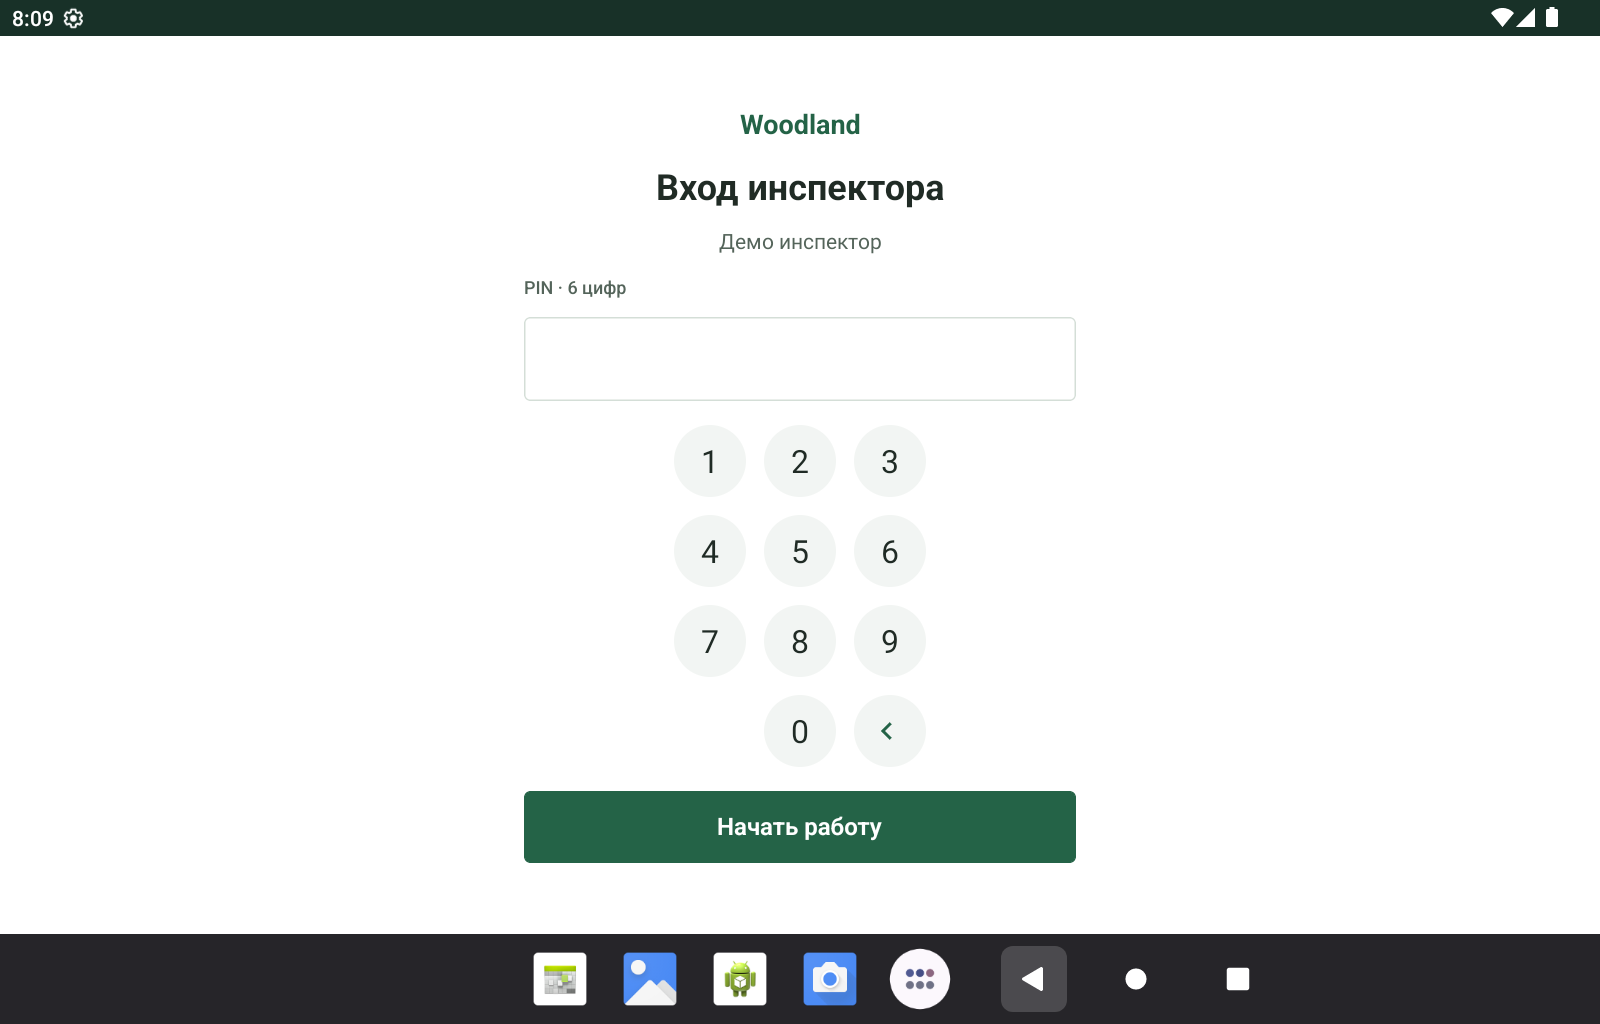 8:09
Woodland
Вход инспектора
Демо инспектор
PIN · 6 цифр
1 2 3
4 5 6
7 8 9
0
Начать работу